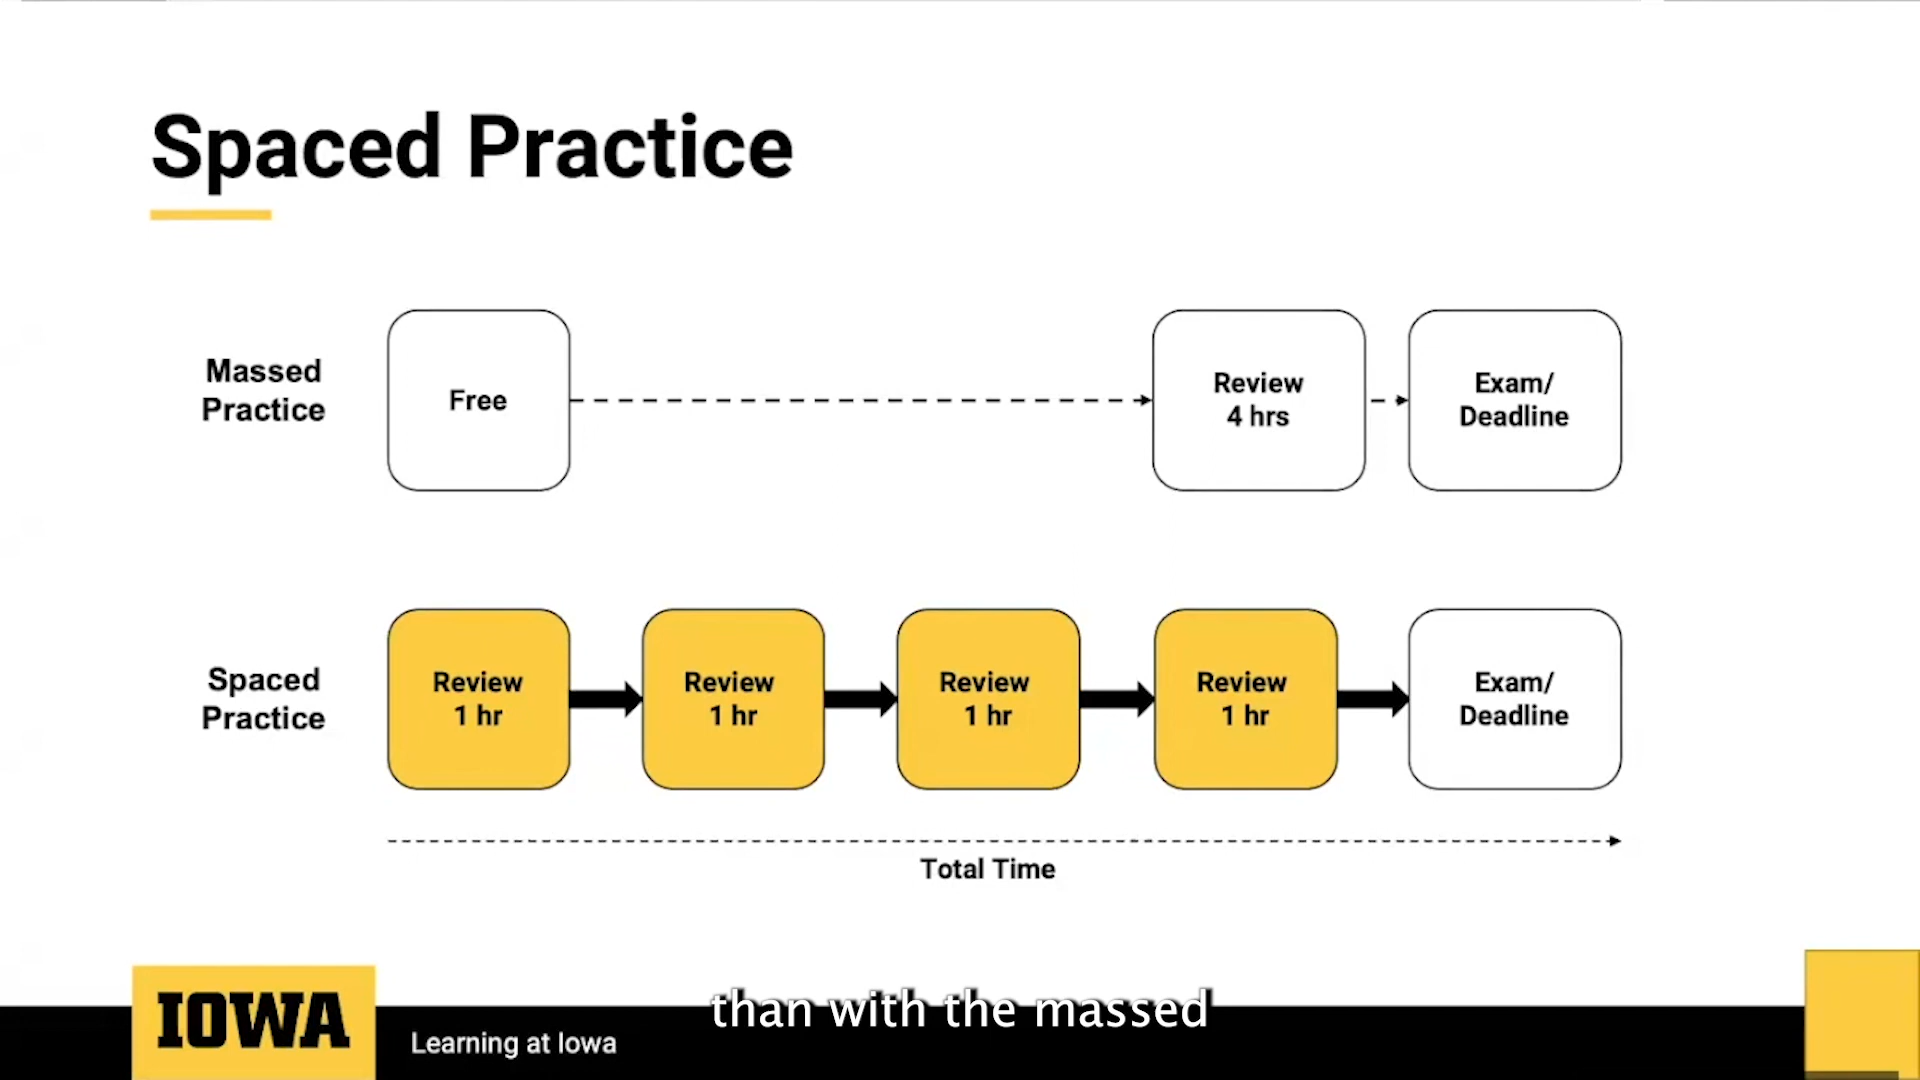 Spaced Practice
Massed
Practice
Free
Review
4 hrs
Exam/
Deadline
Spaced
Practice
Review
1 hr
Review
1 hr
Review
1 hr
Review
1 hr
Exam/
Deadline
Total Time
than with the massed
IOWA
Learning at Iowa